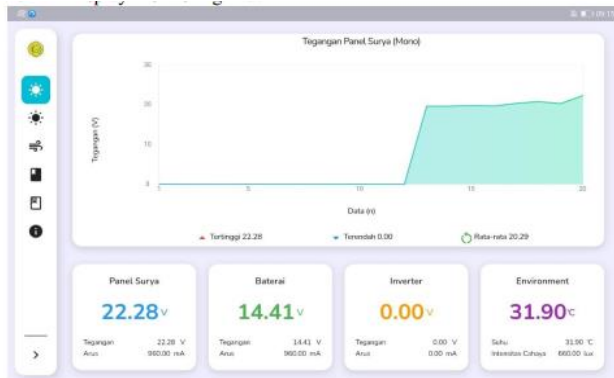 Tegangan Panel Surya (Mono)
30
20
10
Tegangan (V)
1 5 10 15 20
Data (n)
Tertinggi 22.28 Terendah 0.00 Rata-rata 20.29
Panel Surya Baterai Inverter Environment
22.28 V 14.41 V 0.00 V 31.90 °C
Tegangan 22.28 V Tegangan 14.41 V Tegangan 0.00 V Suhu 31.90 °C
Arus 960.00 mA Arus 960.00 mA Arus 0.00 mA Intensitas Cahaya 660.00 lux